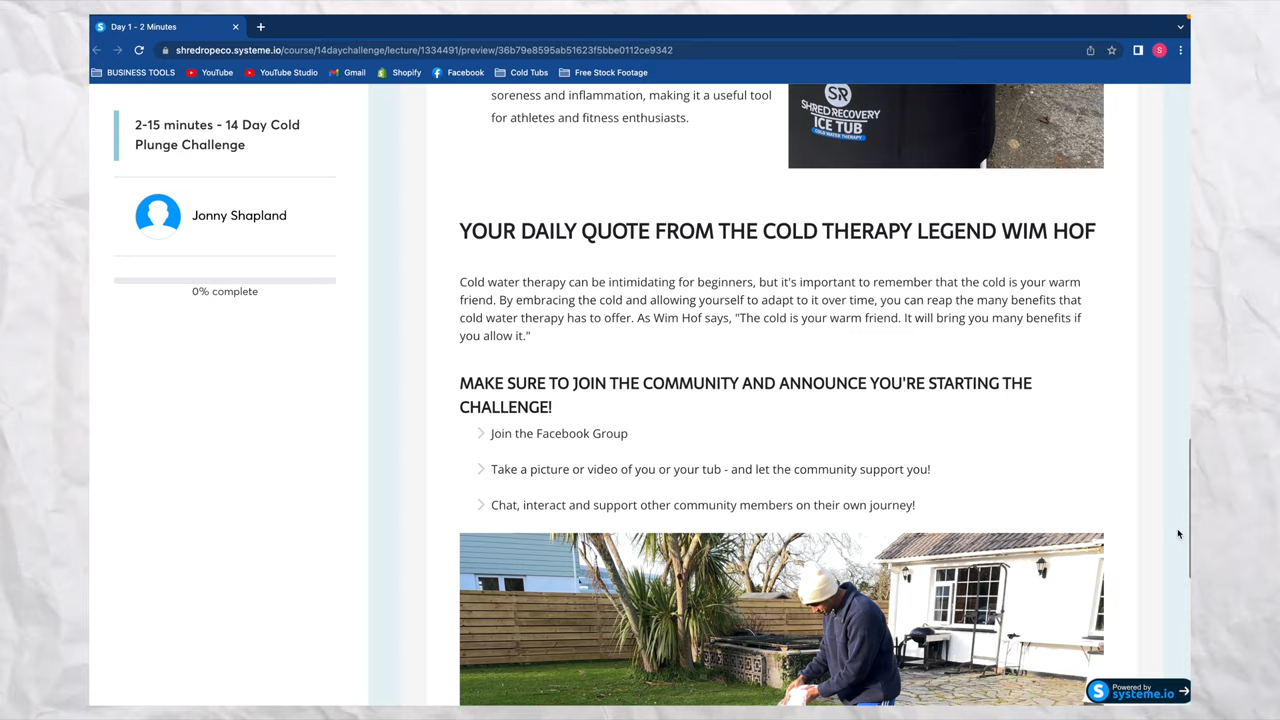 Day 1 - 2 Minutes
shredropeco.systeme.io/course/14daychallenge/lecture/1334491/preview/36b79e8595ab51623f5bbe0112ce9342
S
BUSINESS TOOLS YouTube YouTube Studio Gmail Shopify Facebook Cold Tubs Free Stock Footage
2-15 minutes - 14 Day Cold
Plunge Challenge
Jonny Shapland
0% complete
soreness and inflammation, making it a useful tool
for athletes and fitness enthusiasts.
SR
SHRED RECOVERY
ICE TUB
COLD WATER THERAPY
YOUR DAILY QUOTE FROM THE COLD THERAPY LEGEND WIM HOF
Cold water therapy can be intimidating for beginners, but it's important to remember that the cold is your warm
friend. By embracing the cold and allowing yourself to adapt to it over time, you can reap the many benefits that
cold water therapy has to offer. As Wim Hof says, "The cold is your warm friend. It will bring you many benefits if
you allow it."
MAKE SURE TO JOIN THE COMMUNITY AND ANNOUNCE YOU'RE STARTING THE
CHALLENGE!
Join the Facebook Group
Take a picture or video of you or your tub - and let the community support you!
Chat, interact and support other community members on their own journey!
Powered by
systeme.io